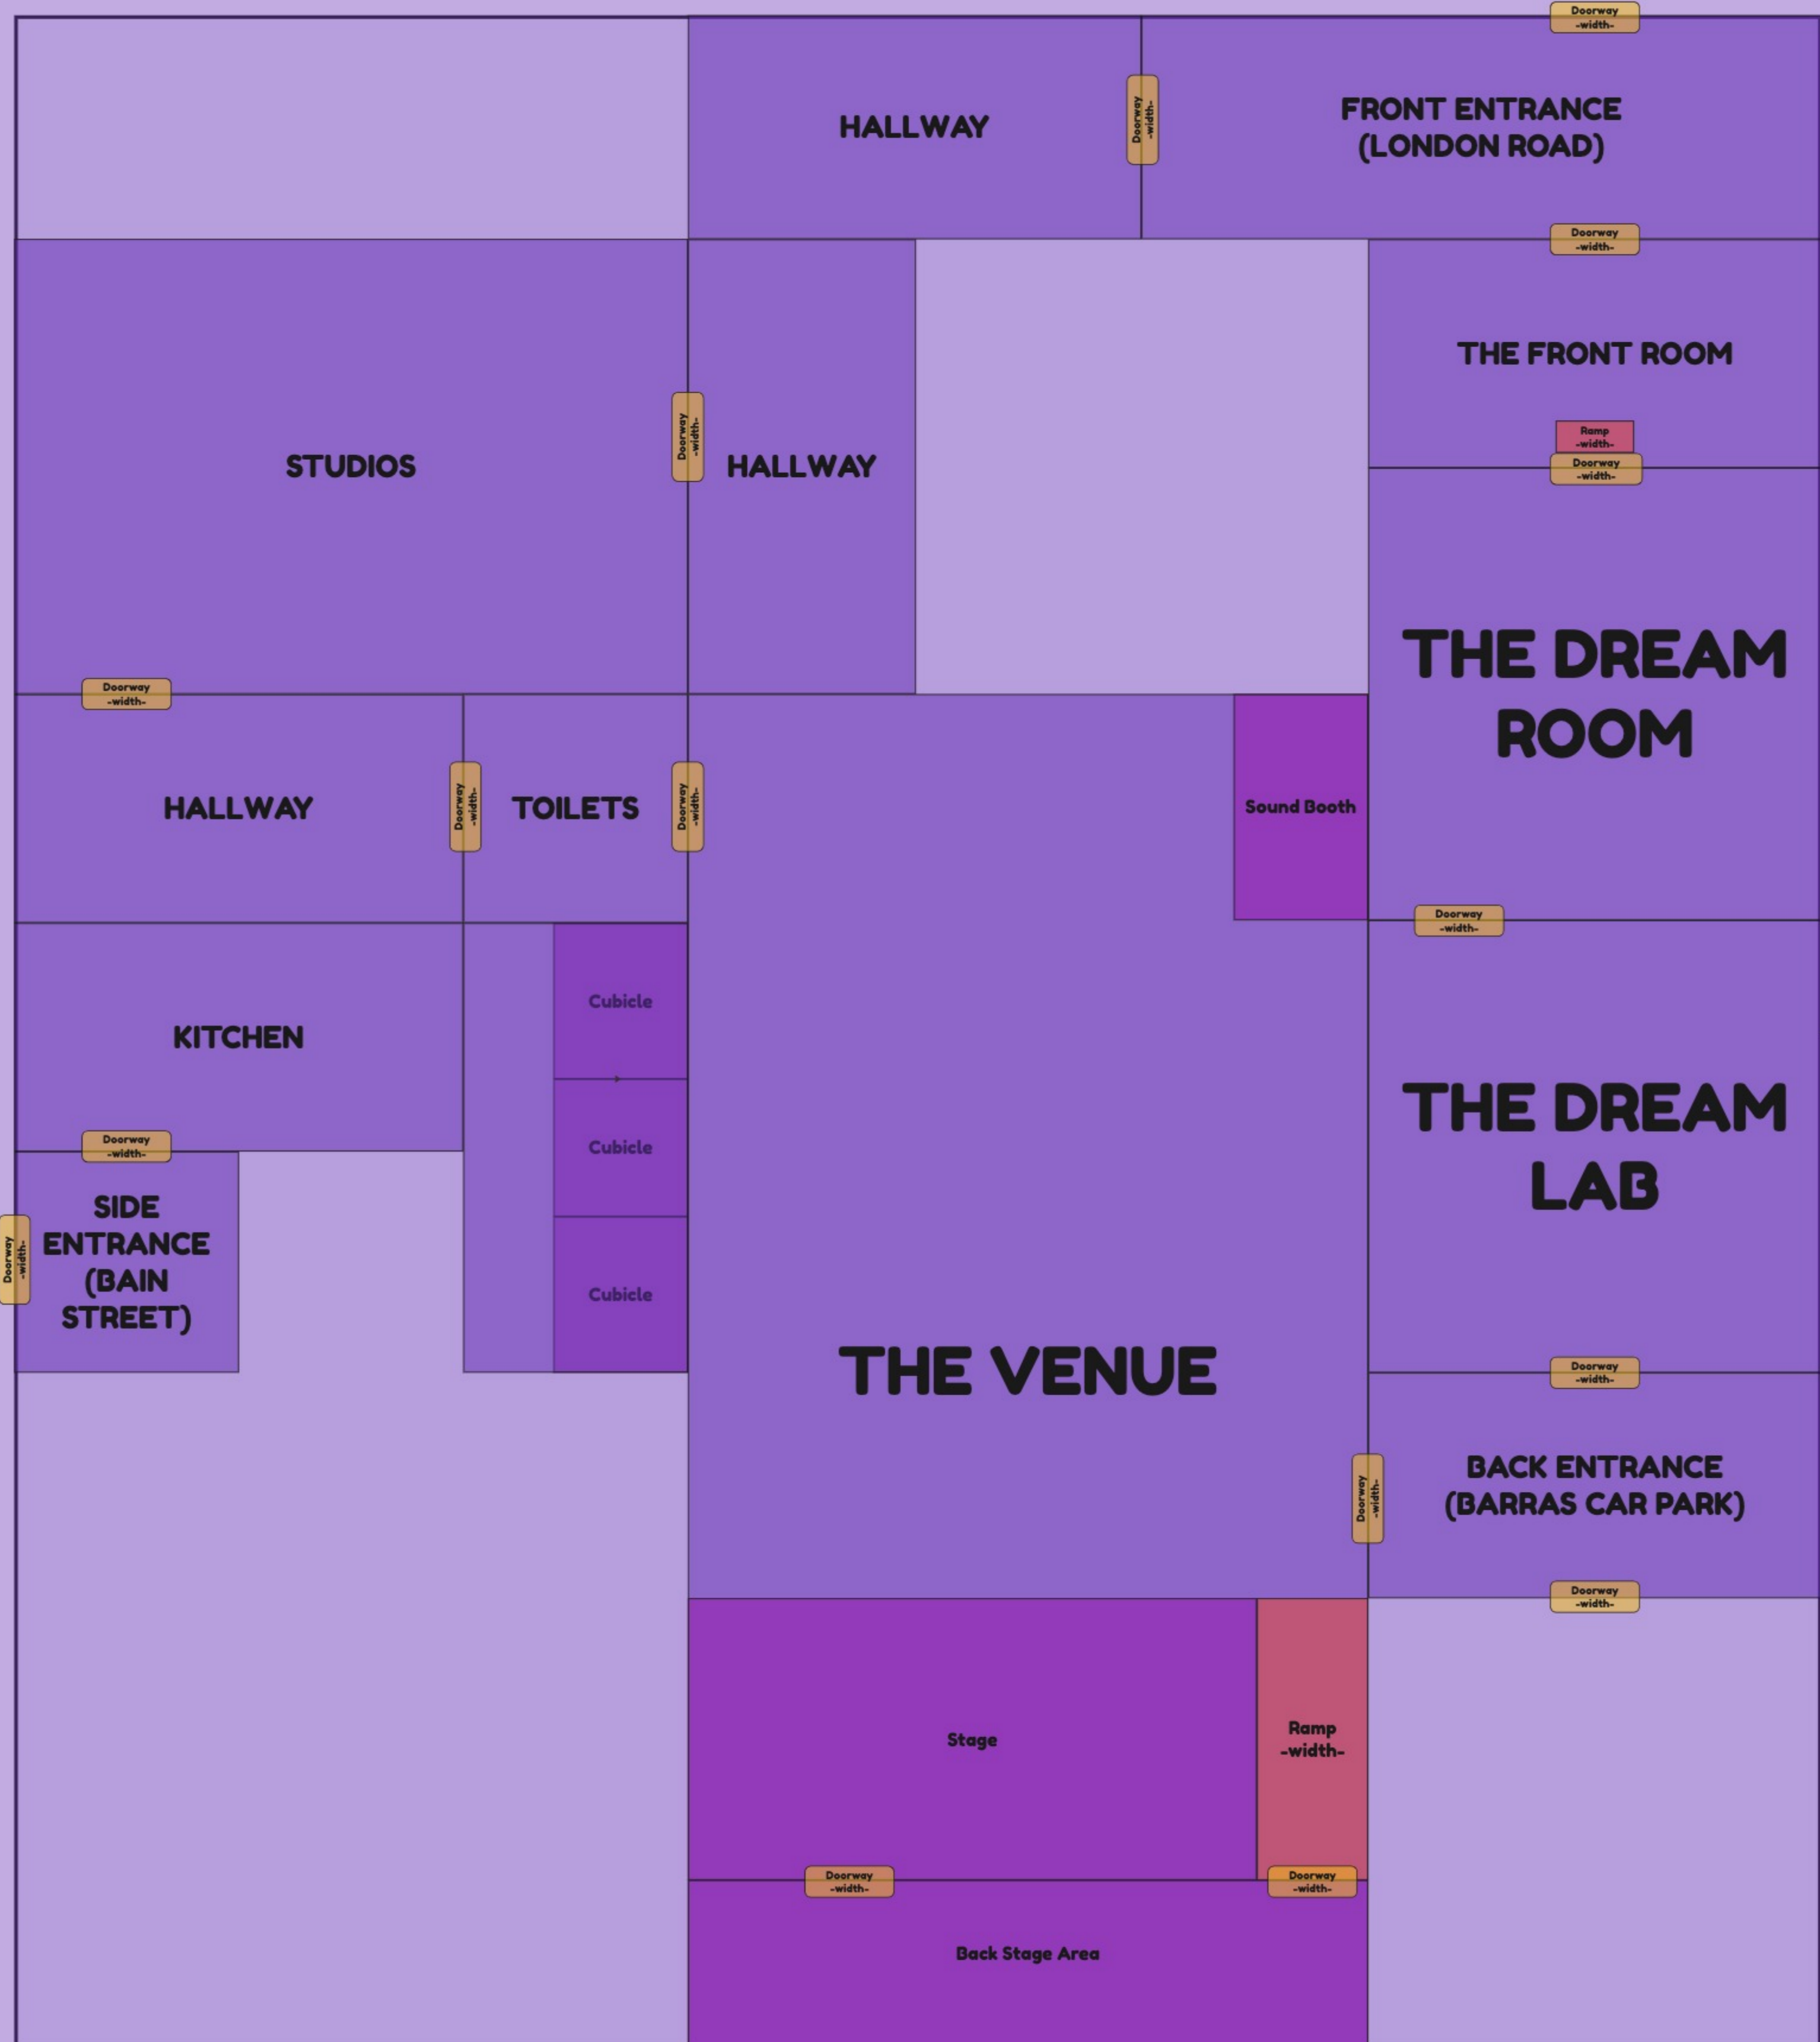 Doorway
-width-
HALLWAY
Doorway
-width-
FRONT ENTRANCE
(LONDON ROAD)
Doorway
-width-
THE FRONT ROOM
Ramp
-width-
Doorway
-width-
STUDIOS
Doorway
-width-
HALLWAY
THE DREAM
ROOM
Doorway
-width-
HALLWAY
Doorway
-width-
TOILETS
Doorway
-width-
Sound Booth
Doorway
-width-
KITCHEN
Cubicle
Cubicle
Cubicle
THE DREAM
LAB
Doorway
-width-
SIDE
ENTRANCE
(BAIN
STREET)
Doorway
-width-
THE VENUE
Doorway
-width-
BACK ENTRANCE
(BARRAS CAR PARK)
Doorway
-width-
Doorway
-width-
Stage
Ramp
-width-
Doorway
-width-
Doorway
-width-
Back Stage Area